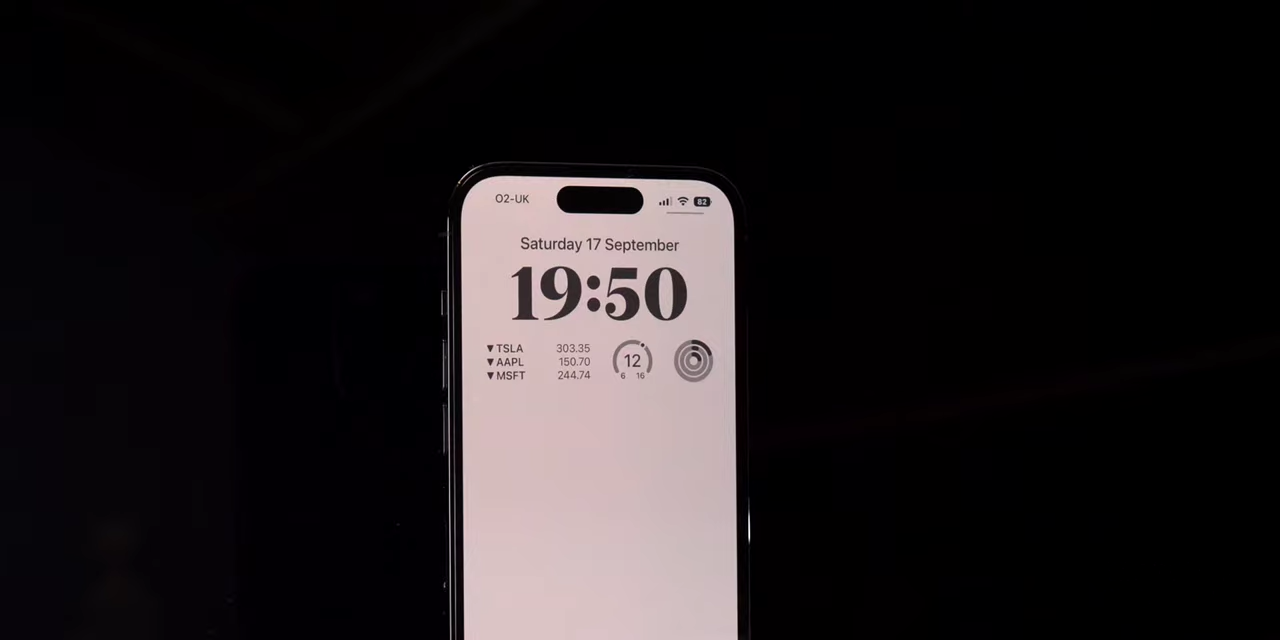 O2-UK 82
Saturday 17 September
19:50
▼TSLA 303.35
▼AAPL 150.70
▼MSFT 244.74
12
6 16